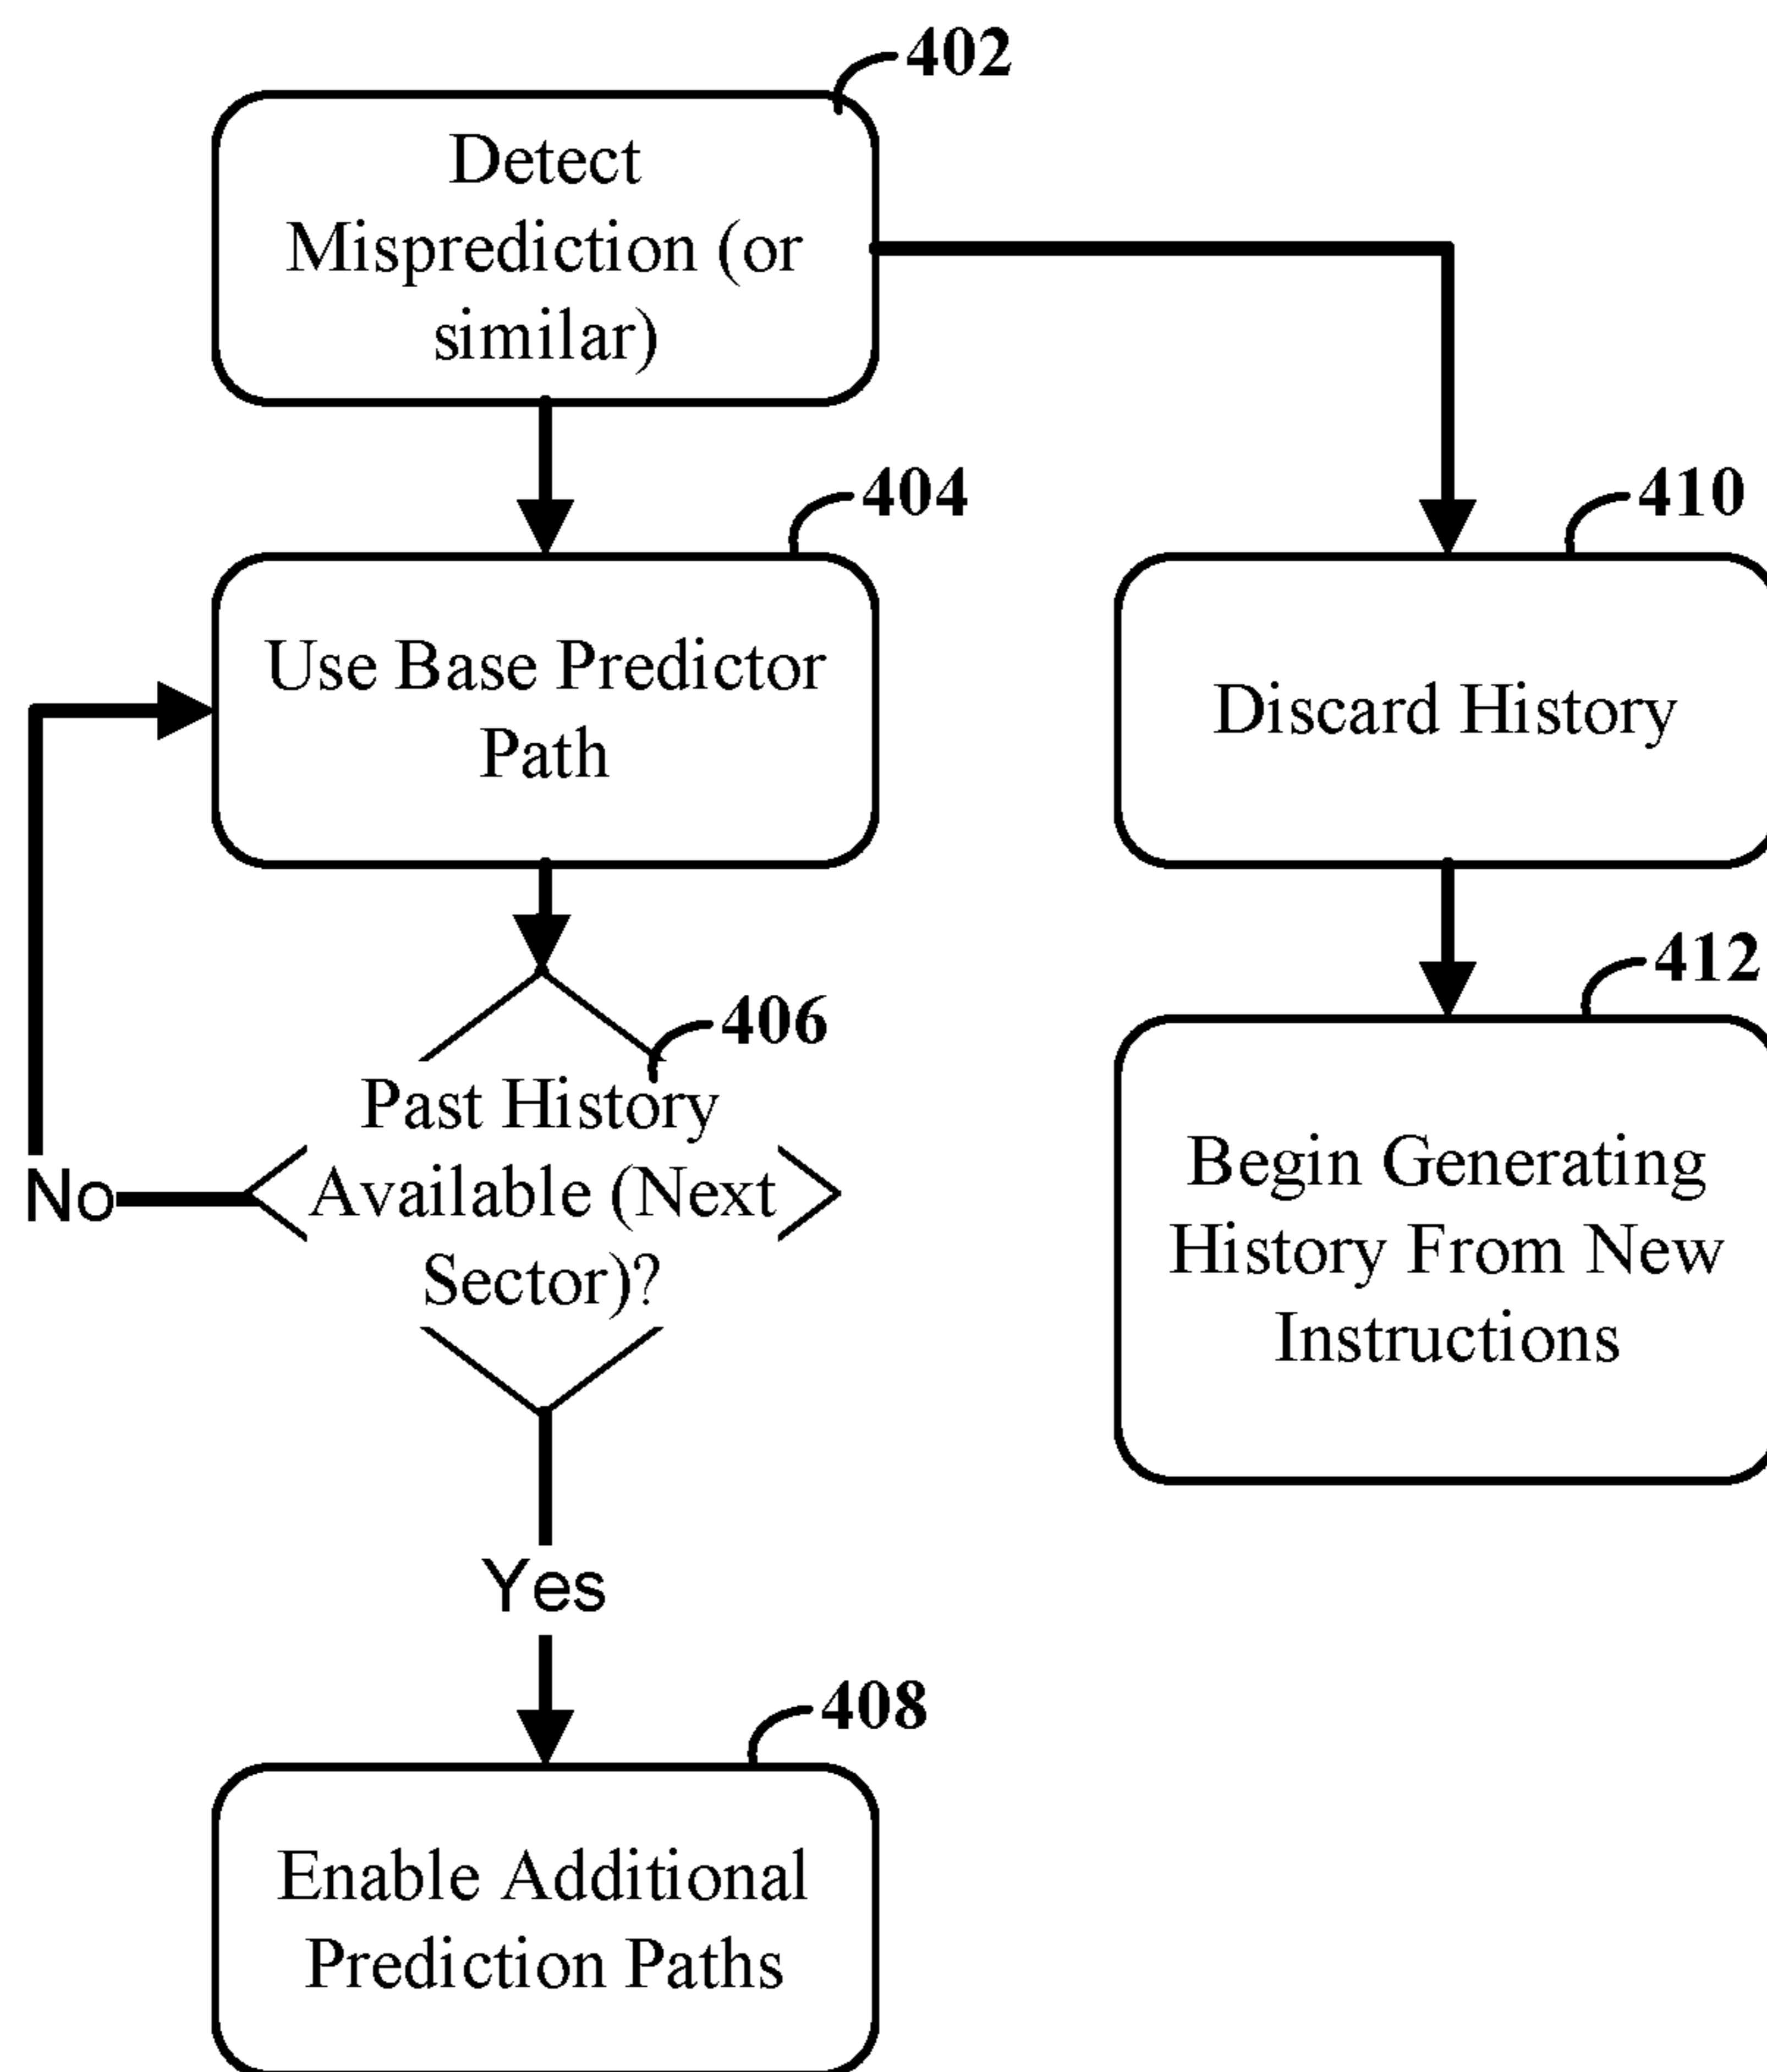 402
Detect
Misprediction (or
similar)
404
Use Base Predictor
Path
406
Past History
Available (Next
Sector)?
No
Yes
408
Enable Additional
Prediction Paths
410
Discard History
412
Begin Generating
History From New
Instructions